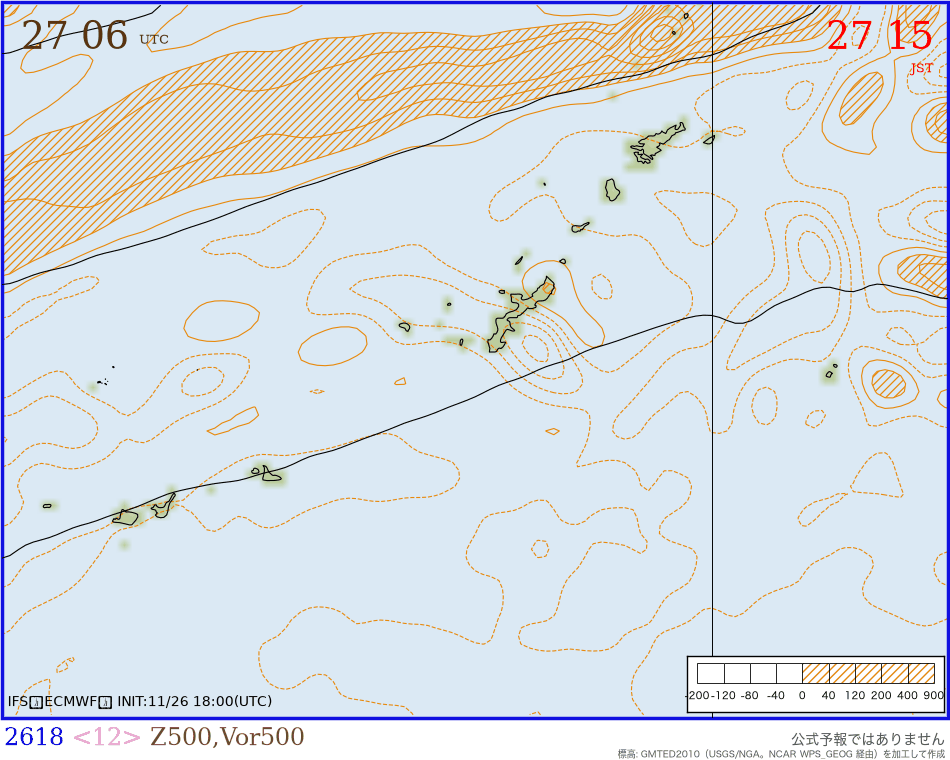 27 06 UTC
27 15
JST
IFS ECMWF INIT:11/26 18:00(UTC)
-200 -120 -80 -40 0 40 120 200 400 900
2618 <12> Z500,Vor500
公式予報ではありません
標高: GMTED2010（USGS/NGA。NCAR WPS_GEOG 経由）を加工して作成